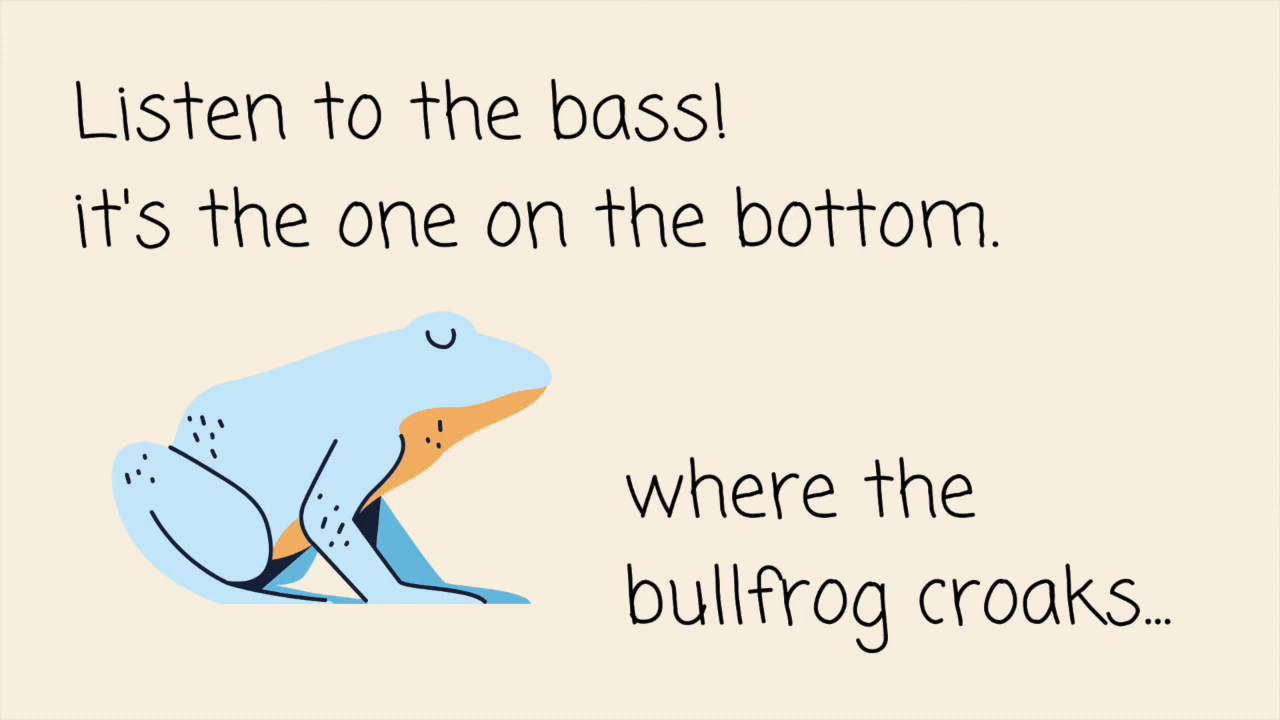 Listen to the bass!
it's the one on the bottom.
where the
bullfrog croaks...